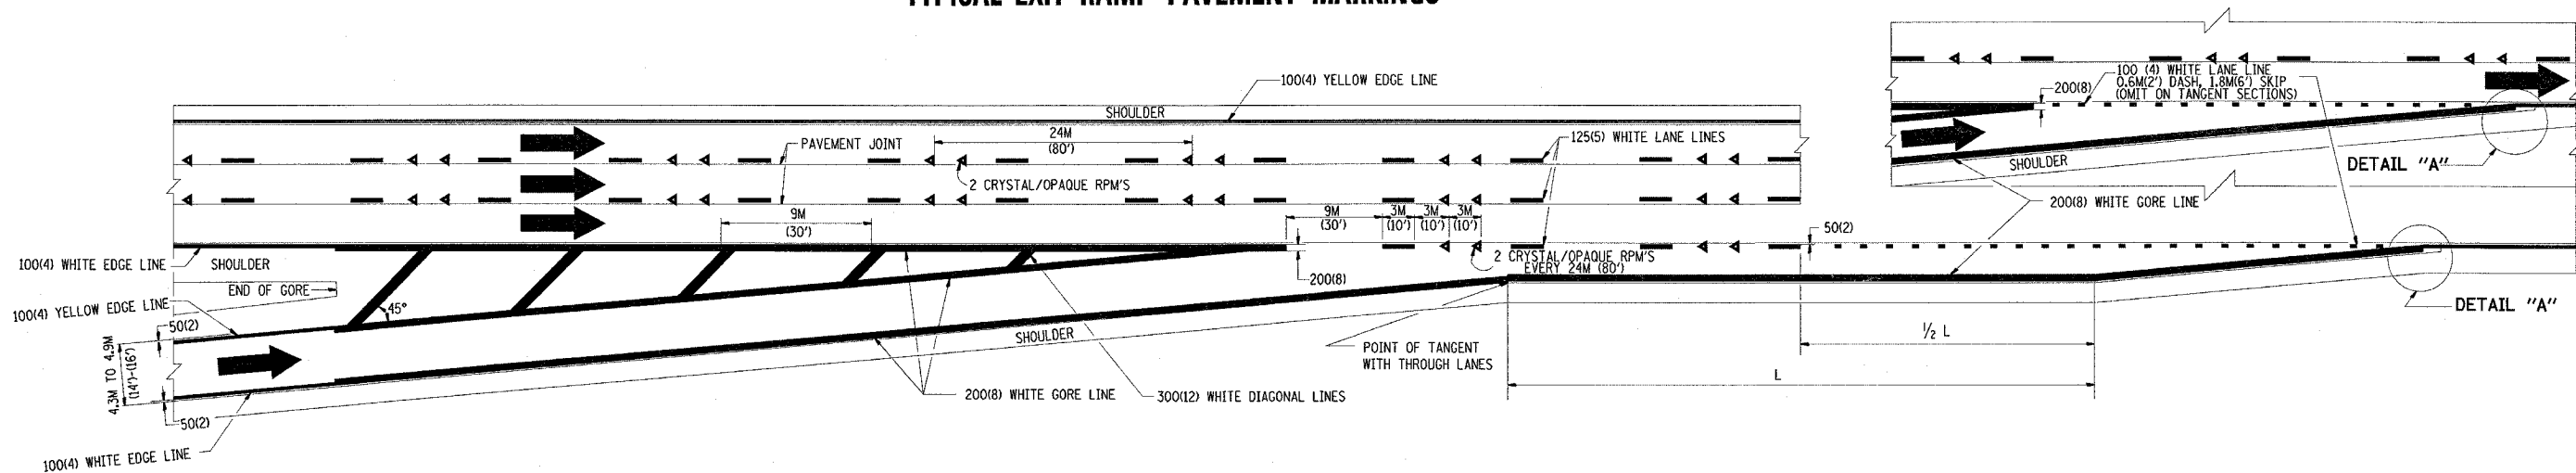 TYPICAL EXIT RAMP PAVEMENT MARKINGS
100(4) YELLOW EDGE LINE
SHOULDER
24M
(80')
PAVEMENT JOINT
2 CRYSTAL/OPAQUE RPM'S
125(5) WHITE LANE LINES
9M
(30')
9M
(30')
3M
(10')
3M
(10')
3M
(10')
2 CRYSTAL/OPAQUE RPM'S
EVERY 24M (80')
200(8)
100(4) WHITE EDGE LINE
SHOULDER
END OF GORE
100(4) YELLOW EDGE LINE
45°
50(2)
4.3M TO 4.9M
(14')-(16')
50(2)
100(4) WHITE EDGE LINE
SHOULDER
200(8) WHITE GORE LINE
300(12) WHITE DIAGONAL LINES
POINT OF TANGENT
WITH THROUGH LANES
1/2 L
L
50(2)
200(8) WHITE GORE LINE
DETAIL "A"
200(8)
100 (4) WHITE LANE LINE
0.6M(2') DASH, 1.8M(6') SKIP
(OMIT ON TANGENT SECTIONS)
SHOULDER
DETAIL "A"